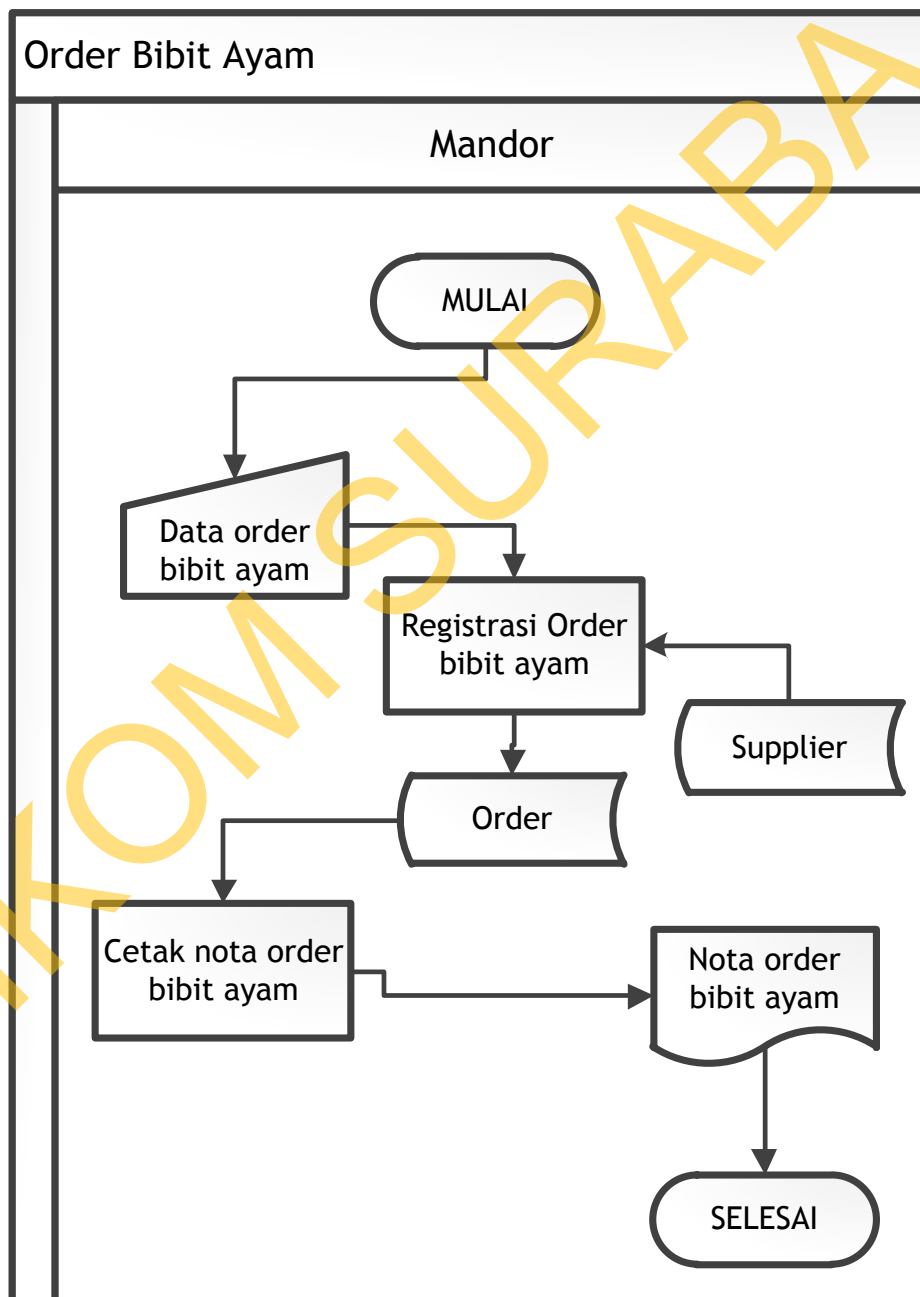 Order Bibit Ayam
Mandor
MULAI
Data order
bibit ayam
Registrasi Order
bibit ayam
Supplier
Order
Cetak nota order
bibit ayam
Nota order
bibit ayam
SELESAI
IKOM SURABA